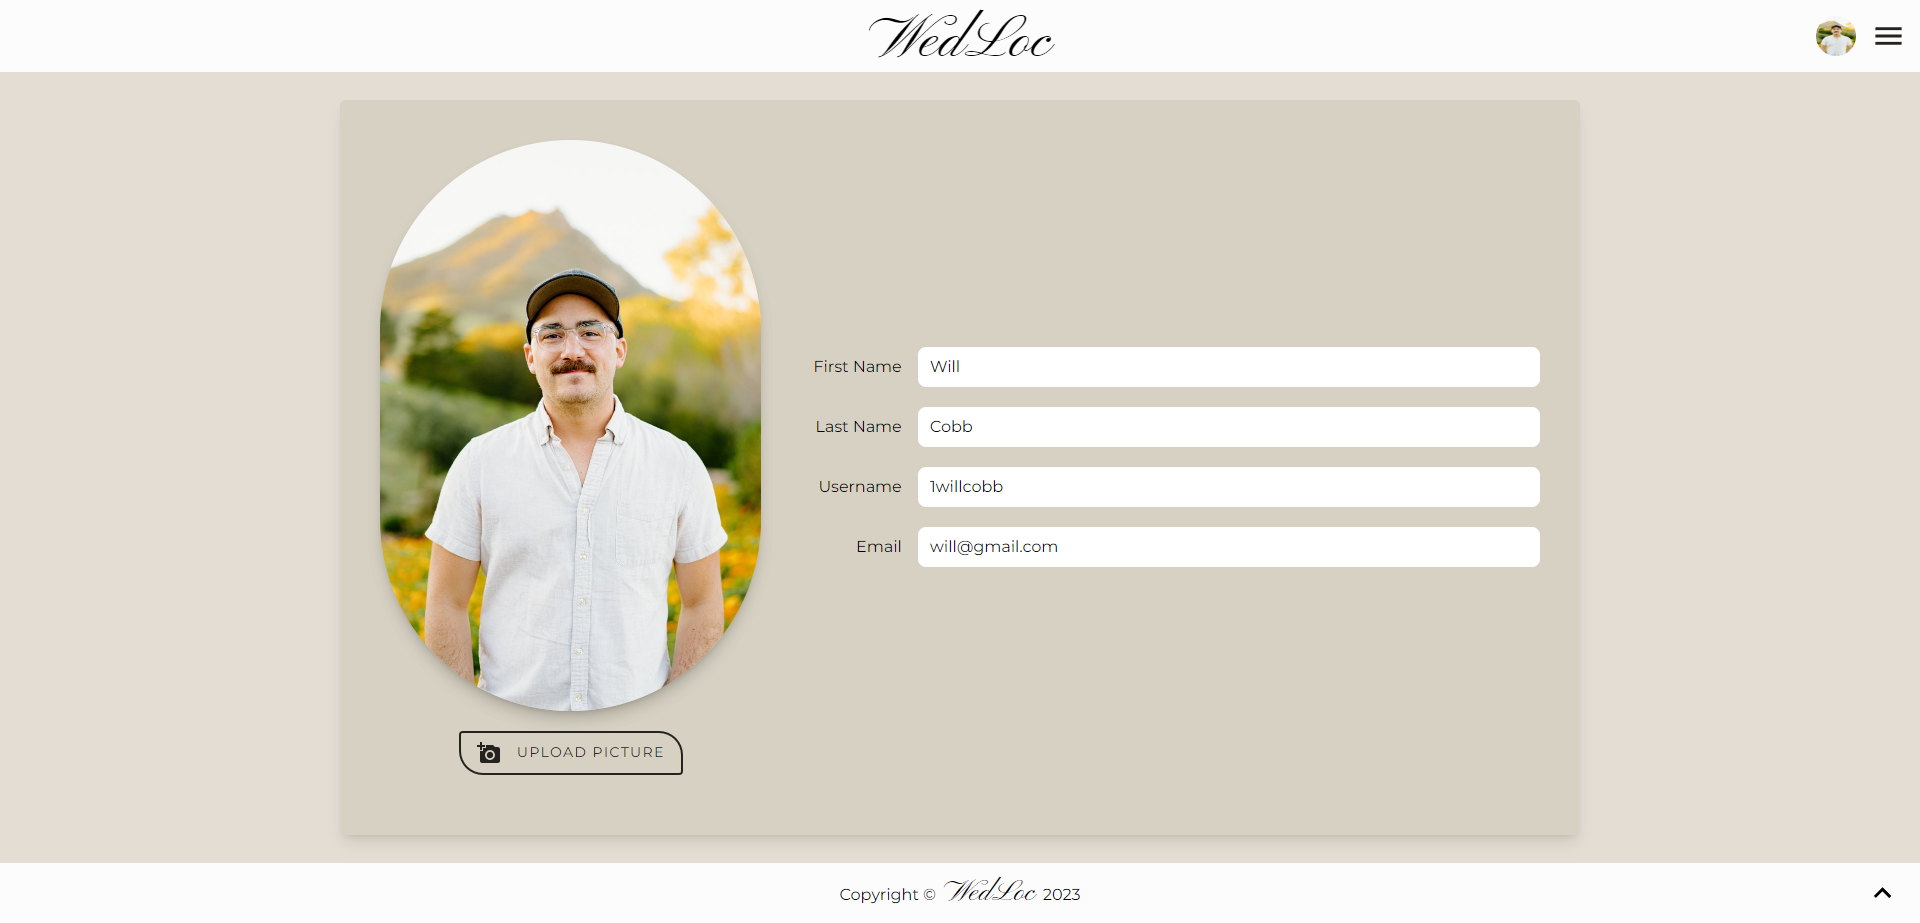 WedLoc
First Name Will
Last Name Cobb
Username 1willcobb
Email will@gmail.com
UPLOAD PICTURE
Copyright © WedLoc 2023